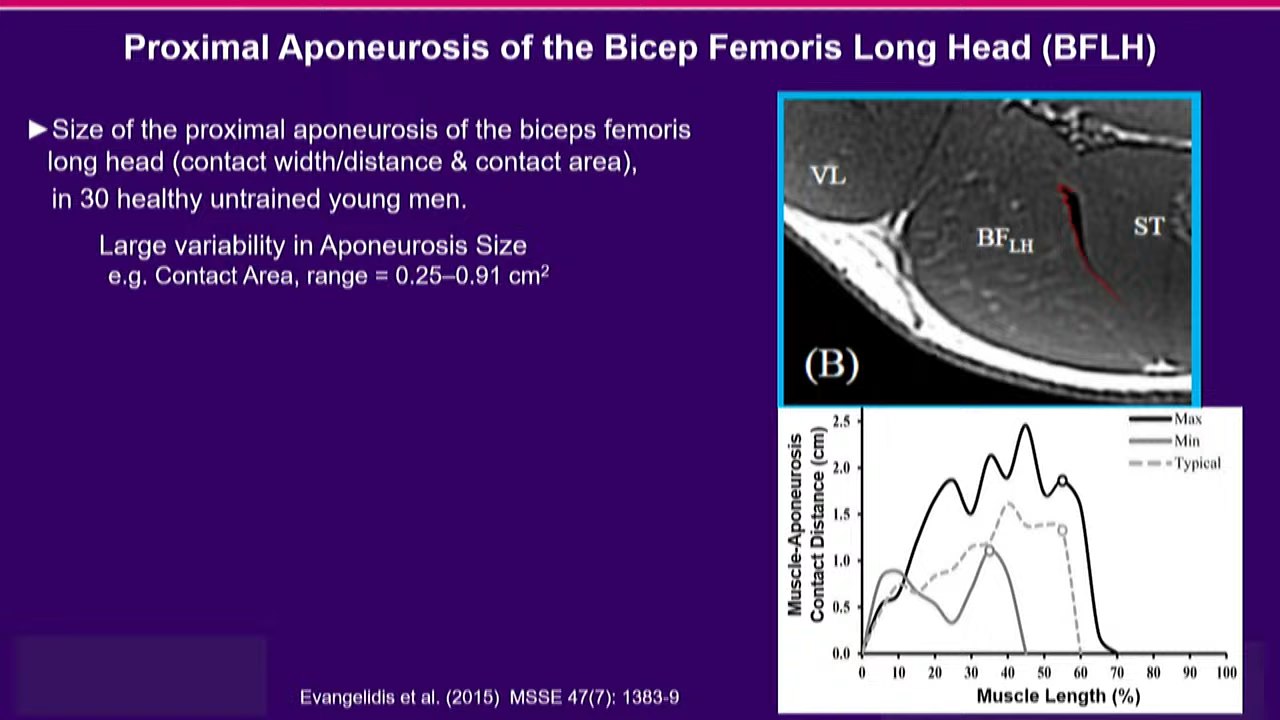 Proximal Aponeurosis of the Bicep Femoris Long Head (BFLH)
►Size of the proximal aponeurosis of the biceps femoris
long head (contact width/distance & contact area),
in 30 healthy untrained young men.
Large variability in Aponeurosis Size
e.g. Contact Area, range = 0.25–0.91 cm²
VL
BF_LH
ST
(B)
Muscle-Aponeurosis
Contact Distance (cm)
2.5
2.0
1.5
1.0
0.5
0.0
Max
Min
Typical
0 10 20 30 40 50 60 70 80 90 100
Muscle Length (%)
Evangelidis et al. (2015) MSSE 47(7): 1383-9